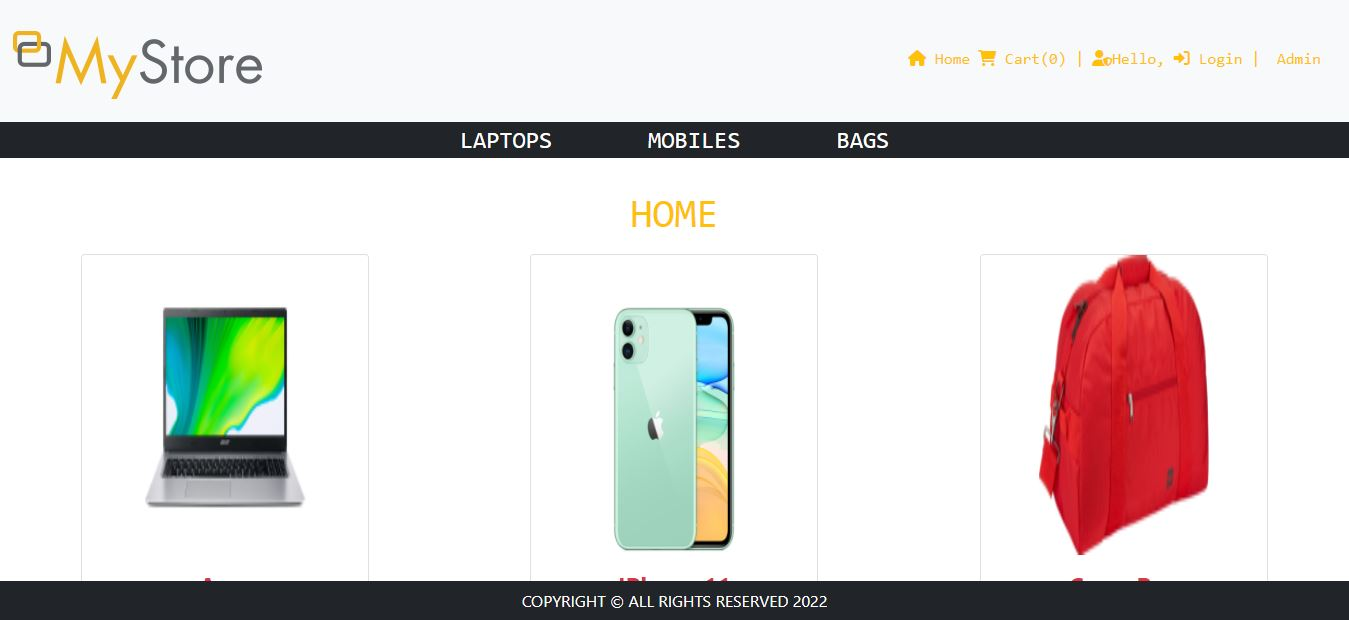 MyStore
Home Cart(0) | Hello, Login | Admin
LAPTOPS MOBILES BAGS
HOME
COPYRIGHT © ALL RIGHTS RESERVED 2022